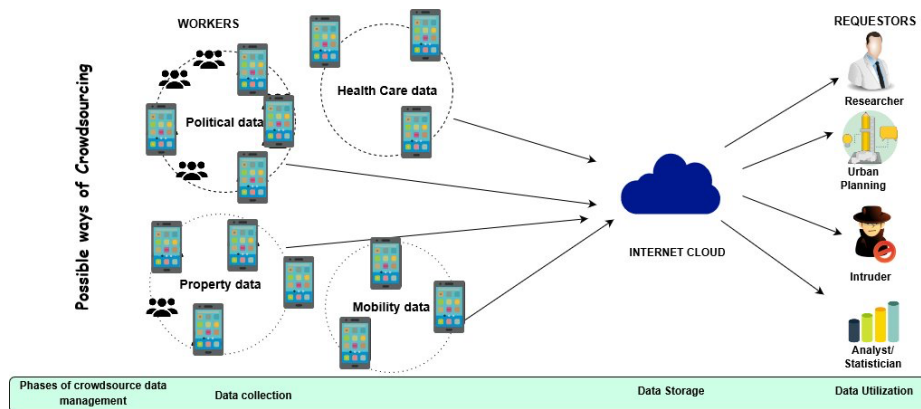 WORKERS
REQUESTORS
Possible ways of Crowdsourcing
Political data
Health Care data
Property data
Mobility data
INTERNET CLOUD
Researcher
Urban
Planning
Intruder
Analyst/
Statistician
Phases of crowdsource data
management
Data collection
Data Storage
Data Utilization